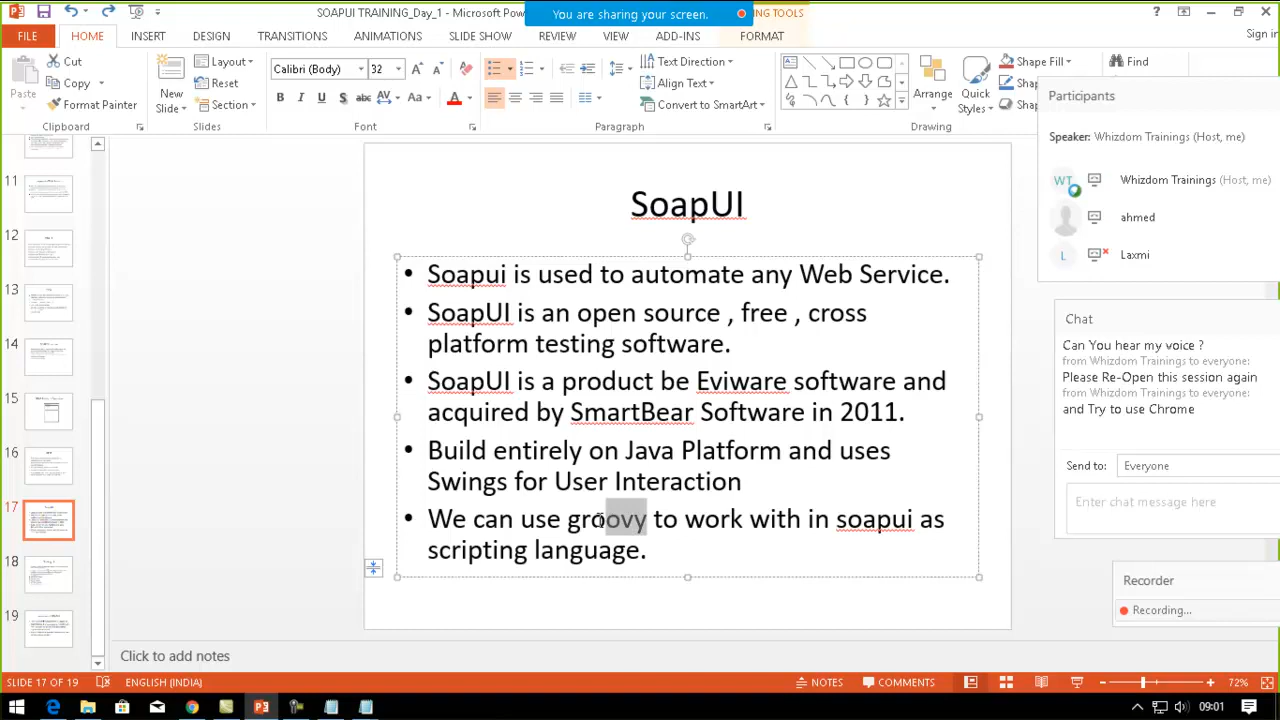 SOAPUI TRAINING_Day_1 - Microsoft Pow
You are sharing your screen.
NG TOOLS
Sign in
FILE HOME INSERT DESIGN TRANSITIONS ANIMATIONS SLIDE SHOW REVIEW VIEW ADD-INS FORMAT
Paste
Cut
Copy
Format Painter
Clipboard
New
Slide
Layout
Reset
Section
Slides
Calibri (Body) 32
Font
Text Direction
Align Text
Convert to SmartArt
Paragraph
Arrange
Quick
Styles
Shape Fill
Drawing
Find
Participants
Speaker: Whizdom Trainings (Host, me)
WT Whizdom Trainings (Host, me)
ahmed
L Laxmi
Chat
Can You hear my voice ?
from Whizdom Trainings to everyone:
Please Re-Open this session again
from Whizdom Trainings to everyone:
and Try to use Chrome
Send to: Everyone
Enter chat message here
Recorder
Recording...
11
12
13
14
15
16
17
18
19
SoapUI
• Soapui is used to automate any Web Service.
• SoapUI is an open source , free , cross
platform testing software.
• SoapUI is a product be Eviware software and
acquired by SmartBear Software in 2011.
• Build entirely on Java Platform and uses
Swings for User Interaction
• We can use groovy to work with in soapui as
scripting language.
Click to add notes
SLIDE 17 OF 19 ENGLISH (INDIA) NOTES COMMENTS 72%
09:01